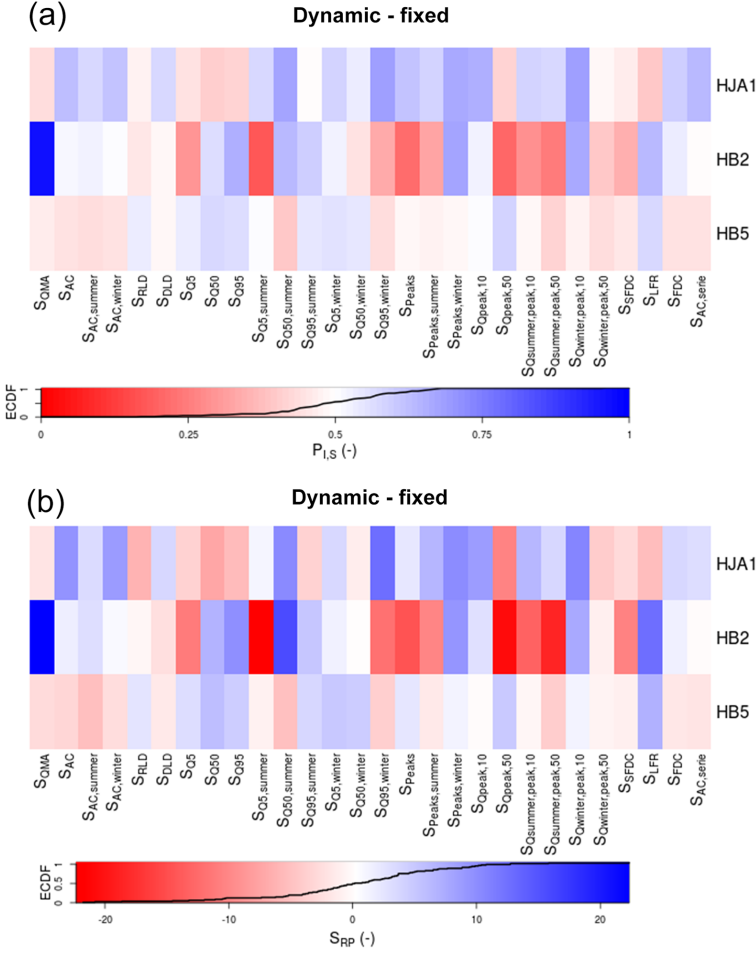 (a)
Dynamic - fixed
HJA1
HB2
HB5
SQMA
SAC
SAC,summer
SAC,winter
SRLD
SDLD
SQ5
SQ50
SQ95
SQ5,summer
SQ50,summer
SQ95,summer
SQ5,winter
SQ50,winter
SQ95,winter
SPeaks
SPeaks,summer
SPeaks,winter
SQpeak,10
SQpeak,50
SQsummer,peak,10
SQsummer,peak,50
SQwinter,peak,10
SQwinter,peak,50
SSFDC
SLFR
SFDC
SAC,serie
ECDF
0 1
0 0.25 0.5 0.75 1
PI,S (-)
(b)
Dynamic - fixed
HJA1
HB2
HB5
SQMA
SAC
SAC,summer
SAC,winter
SRLD
SDLD
SQ5
SQ50
SQ95
SQ5,summer
SQ50,summer
SQ95,summer
SQ5,winter
SQ50,winter
SQ95,winter
SPeaks
SPeaks,summer
SPeaks,winter
SQpeak,10
SQpeak,50
SQsummer,peak,10
SQsummer,peak,50
SQwinter,peak,10
SQwinter,peak,50
SSFDC
SLFR
SFDC
SAC,serie
ECDF
0 0.5 1
-20 -10 0 10 20
SRP (-)